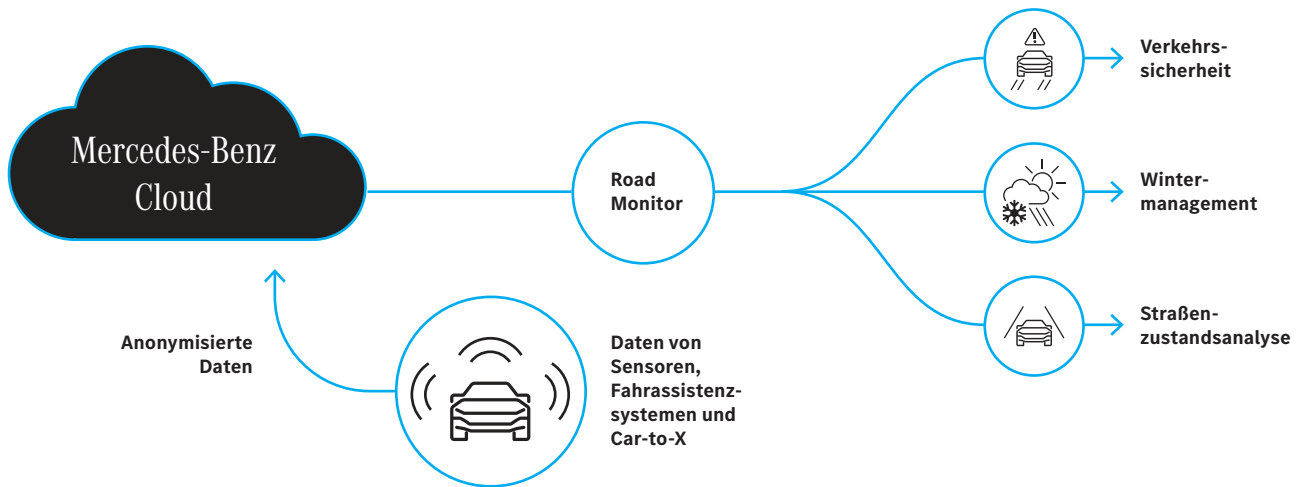 Mercedes-Benz
Cloud
Road
Monitor
Verkehrs-
sicherheit
Winter-
management
Straßen-
zustandsanalyse
Anonymisierte
Daten
Daten von
Sensoren,
Fahrassistenz-
systemen und
Car-to-X